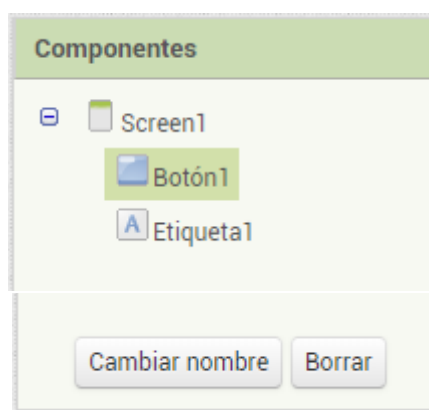 Componentes
Screen1
Botón1
A Etiqueta1
Cambiar nombre Borrar